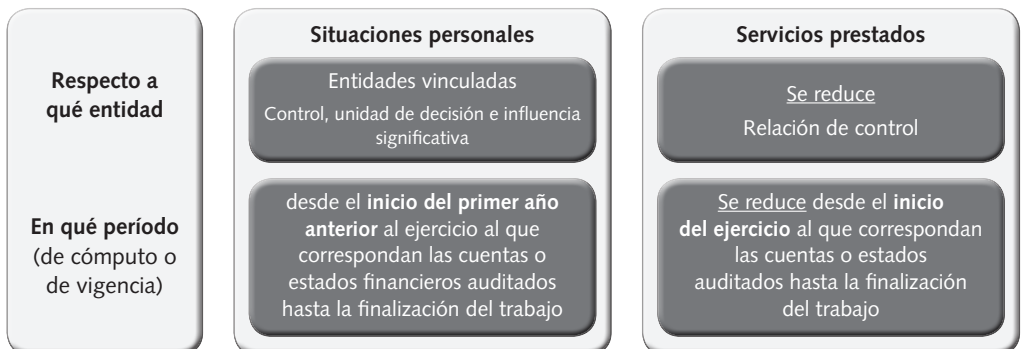 Situaciones personales
Servicios prestados
Respecto a
qué entidad
Entidades vinculadas
Control, unidad de decisión e influencia
significativa
Se reduce
Relación de control
En qué período
(de cómputo o
de vigencia)
desde el inicio del primer año
anterior al ejercicio al que
correspondan las cuentas o
estados financieros auditados
hasta la finalización del trabajo
Se reduce desde el inicio
del ejercicio al que correspondan
las cuentas o estados
auditados hasta la finalización
del trabajo